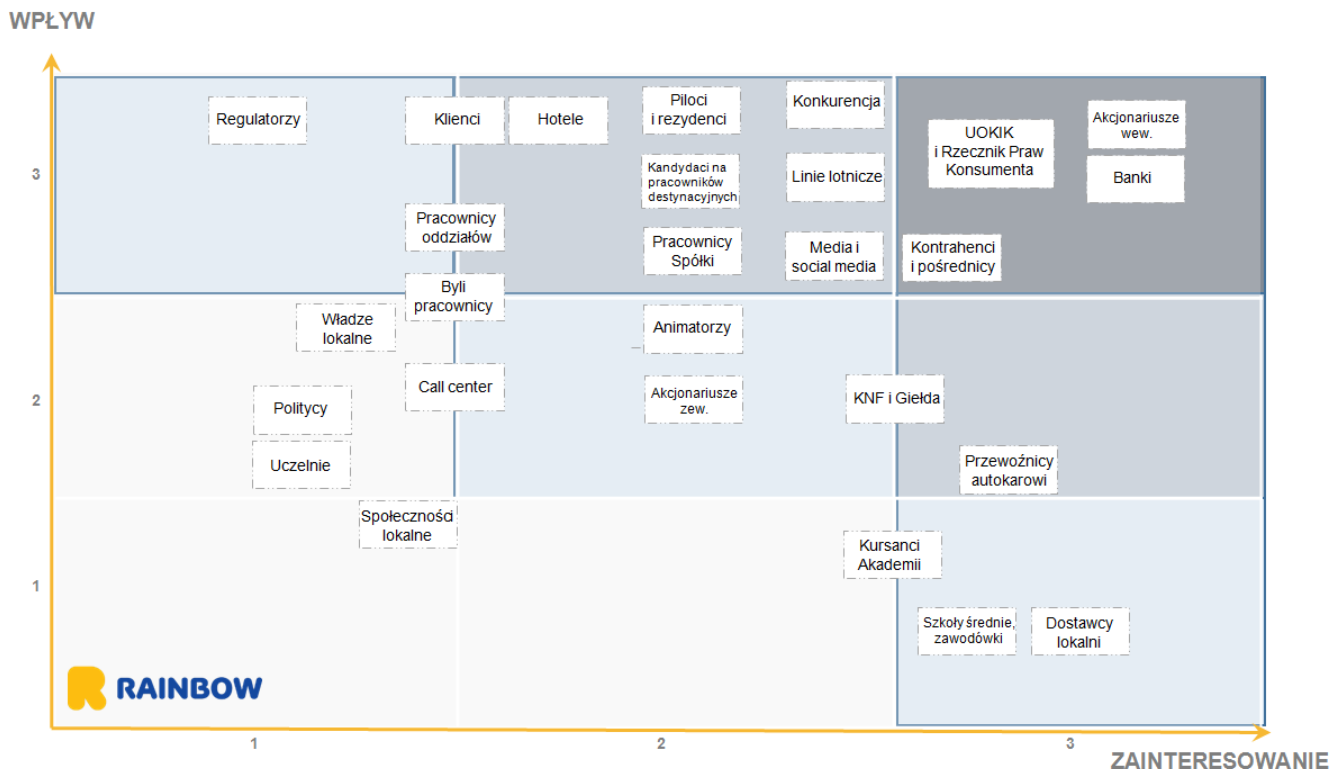 WPŁYW
Regulatorzy
Klienci
Hotele
Piloci
i rezydenci
Konkurencja
UOKIK
i Rzecznik Praw
Konsumenta
Akcjonariusze
wew.
3
Kandydaci na
pracowników
destynacyjnych
Linie lotnicze
Banki
Pracownicy
oddziałów
Pracownicy
Spółki
Media i
social media
Kontrahenci
i pośrednicy
Byli
pracownicy
Władze
lokalne
Animatorzy
2
Call center
Politycy
Akcjonariusze
zew.
KNF i Giełda
Uczelnie
Przewoźnicy
autokarowi
Społeczności
lokalne
Kursanci
Akademii
1
Szkoły średnie,
zawodówki
Dostawcy
lokalni
RAINBOW
1
2
3
ZAINTERESOWANIE